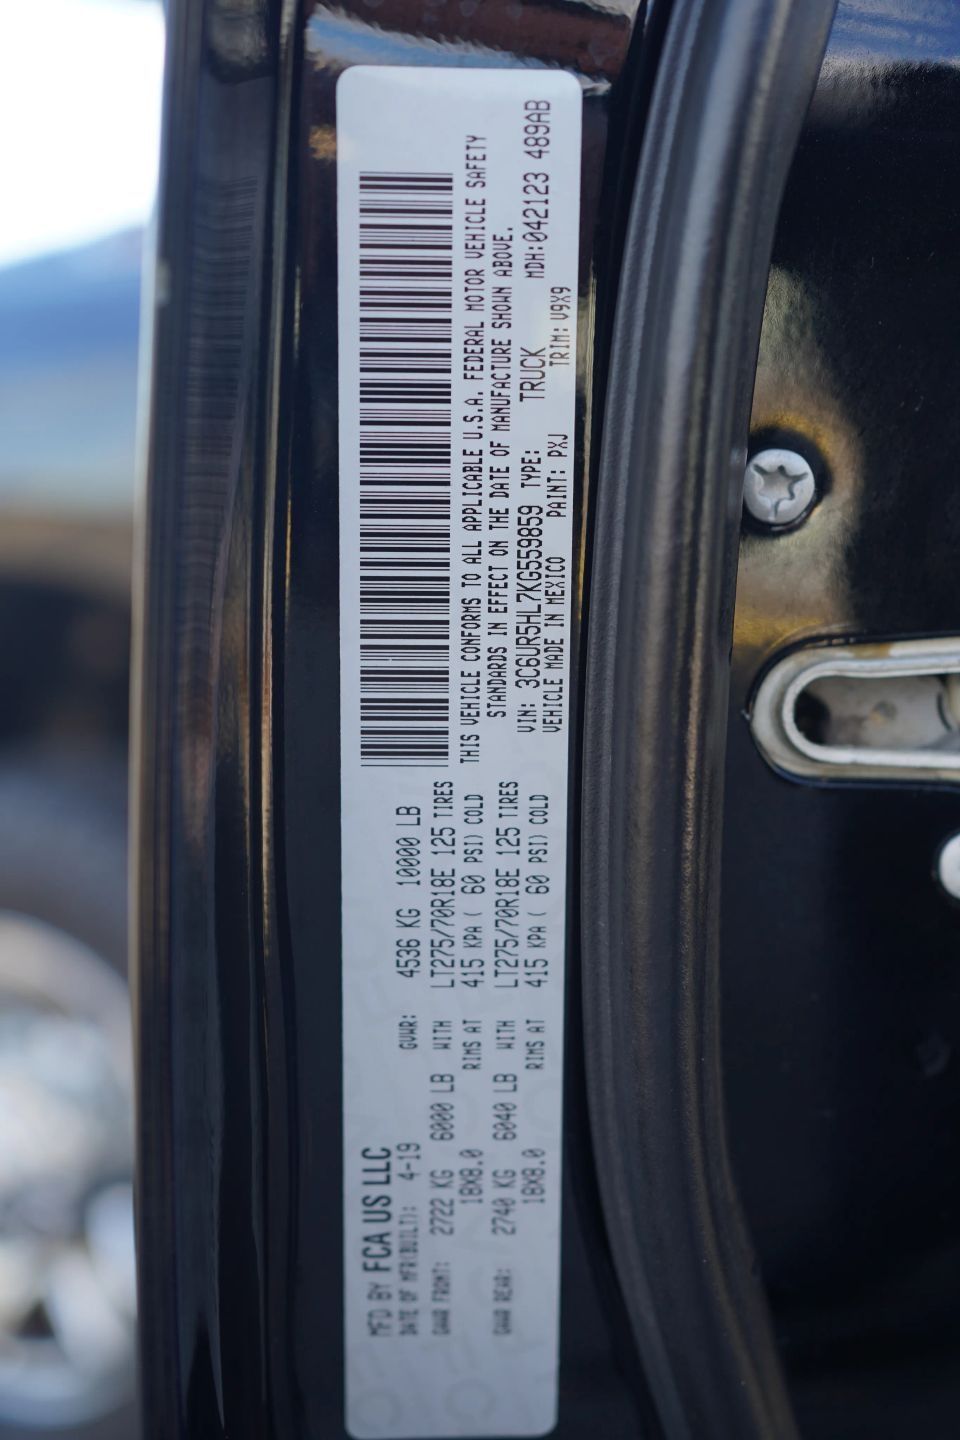 MFD BY FCA US LLC
DATE OF MFR(BUILT): 4-19 GVWR: 4536 KG 10000 LB
GAWR FRONT: 2722 KG 6000 LB WITH LT275/70R18E 125 TIRES
18X8.0 RIMS AT 415 KPA ( 60 PSI) COLD
GAWR REAR: 2740 KG 6040 LB WITH LT275/70R18E 125 TIRES
18X8.0 RIMS AT 415 KPA ( 60 PSI) COLD
THIS VEHICLE CONFORMS TO ALL APPLICABLE U.S.A. FEDERAL MOTOR VEHICLE SAFETY
STANDARDS IN EFFECT ON THE DATE OF MANUFACTURE SHOWN ABOVE.
VIN: 3C6UR5HL7KG559859 TYPE: TRUCK MDH:042123 489AB
VEHICLE MADE IN MEXICO PAINT: PXJ TRIM: V9X9